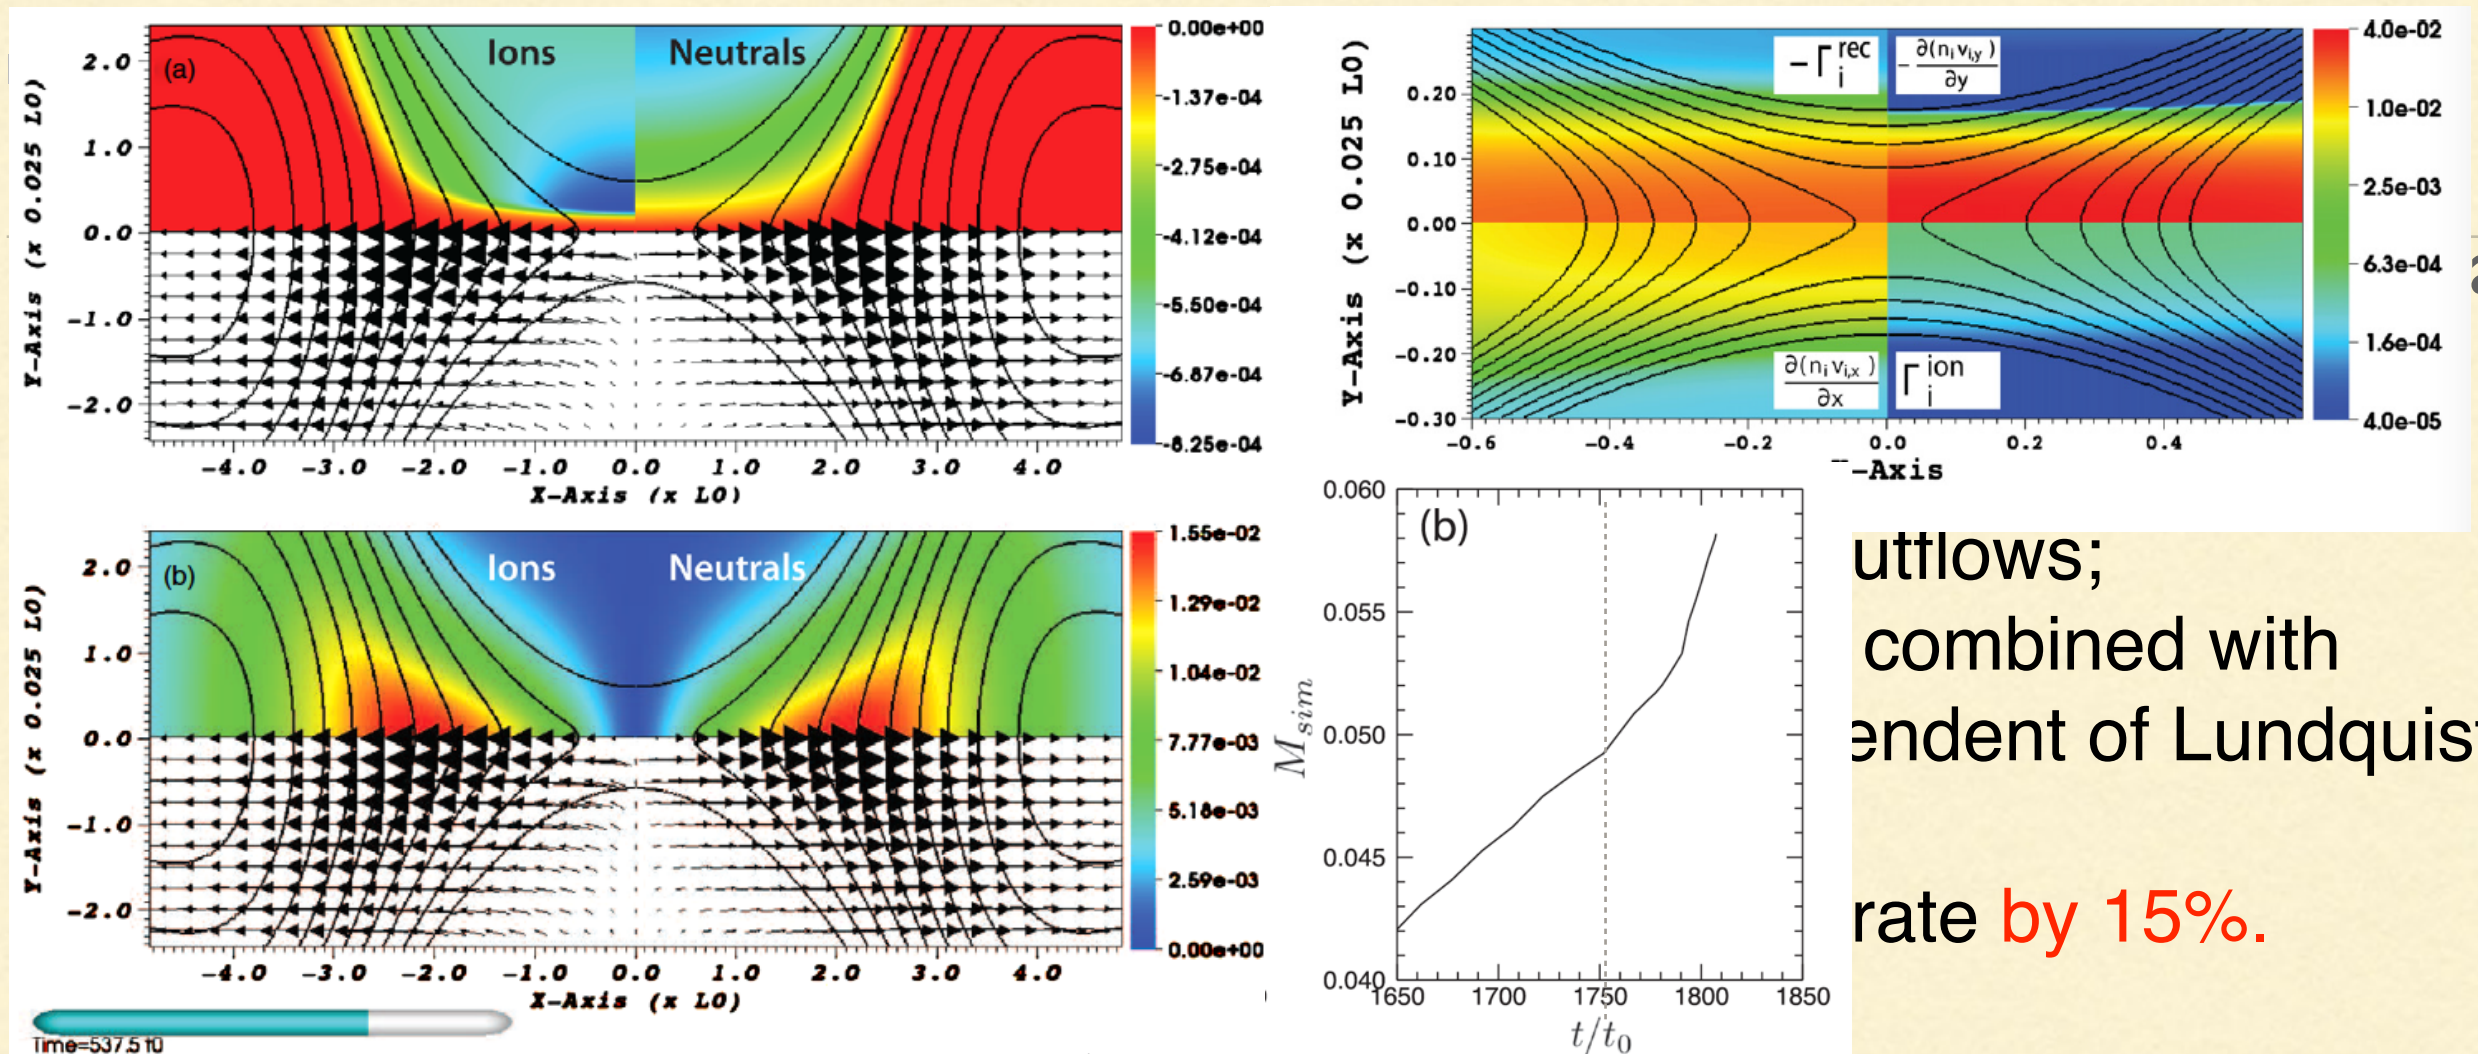 (a)
Ions
Neutrals
2.0
1.0
0.0
-1.0
-2.0
Y-Axis (x 0.025 L0)
-4.0 -3.0 -2.0 -1.0 0.0 1.0 2.0 3.0 4.0
X-Axis (x L0)
0.00e+00
-1.37e-04
-2.75e-04
-4.12e-04
-5.50e-04
-6.87e-04
-8.25e-04
(b)
Ions
Neutrals
2.0
1.0
0.0
-1.0
-2.0
Y-Axis (x 0.025 L0)
-4.0 -3.0 -2.0 -1.0 0.0 1.0 2.0 3.0 4.0
X-Axis (x L0)
1.55e-02
1.29e-02
1.04e-02
7.77e-03
5.18e-03
2.59e-03
0.00e+00
Time=537.5 t0
-Γ_i^rec
-∂(n_i v_i,y)/∂y
∂(n_i v_i,x)/∂x
Γ_i^ion
0.20
0.10
0.00
-0.10
-0.20
-0.30
Y-Axis (x 0.025 L0)
-0.6 -0.4 -0.2 0.0 0.2 0.4
-Axis
4.0e-02
1.0e-02
2.5e-03
6.3e-04
1.6e-04
4.0e-05
a
(b)
0.060
0.055
0.050
0.045
0.040
M_sim
1650 1700 1750 1800 1850
t/t_0
utflows;
combined with
endent of Lundquist
rate by 15%.